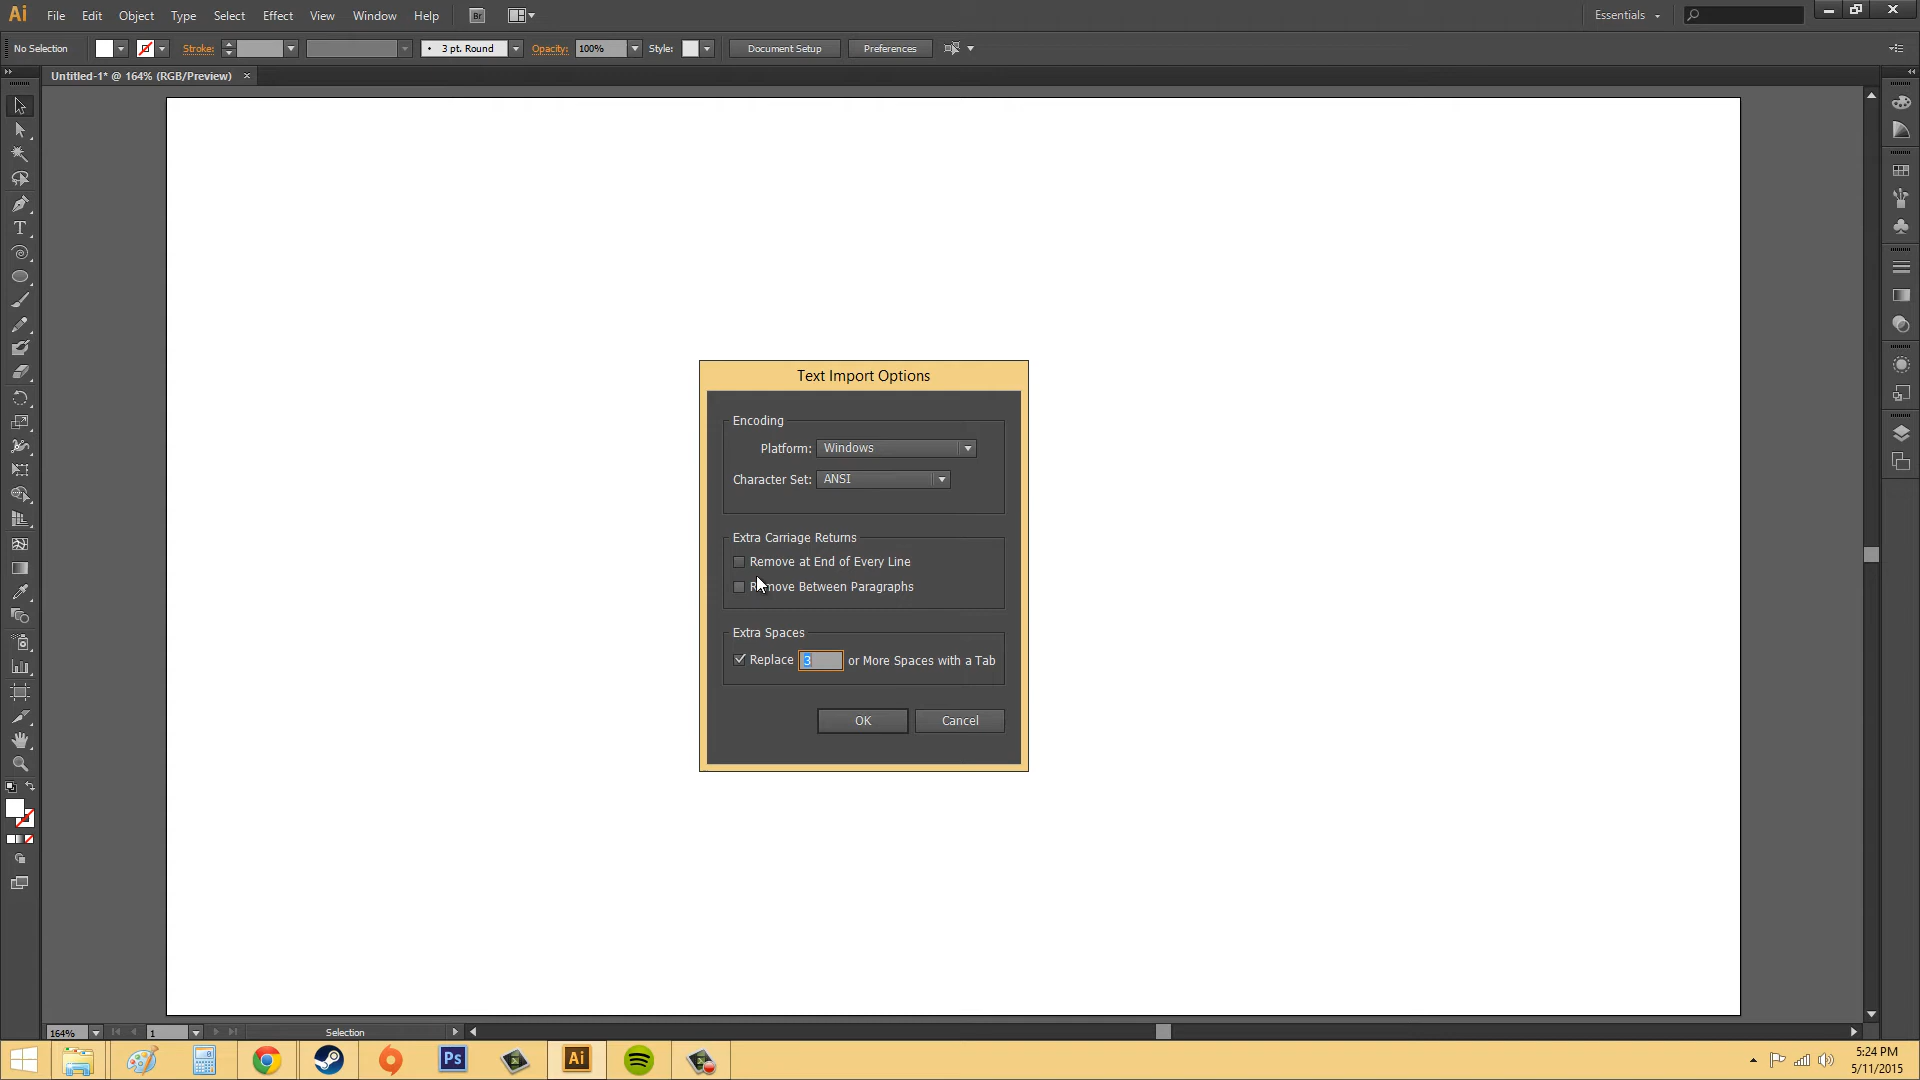 Ai File Edit Object Type Select Effect View Window Help Br Essentials
No Selection Stroke: 3 pt. Round Opacity: 100% Style: Document Setup Preferences
Untitled-1* @ 164% (RGB/Preview)
Text Import Options
Encoding
Platform: Windows
Character Set: ANSI
Extra Carriage Returns
Remove at End of Every Line
Remove Between Paragraphs
Extra Spaces
Replace 3 or More Spaces with a Tab
OK Cancel
164% 1 Selection
Ps Ai 5:24 PM
5/11/2015